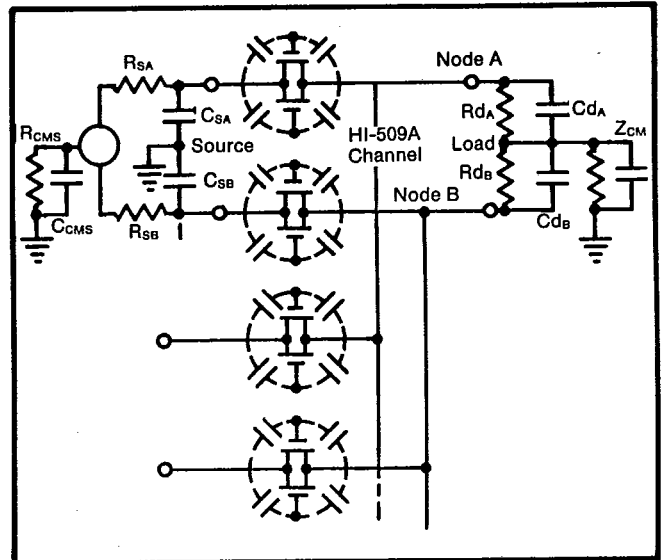 Node A
RSA
CSA
RdA
CdA
RCMS
HI-509A
Channel
Source
Load
ZCM
CSB
Node B
RdB
CCMS
RSB
CdB